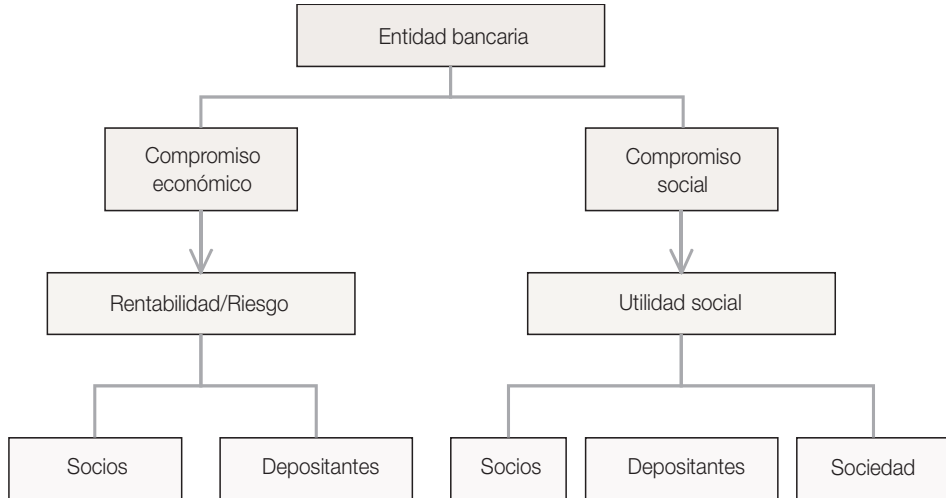 Entidad bancaria
Compromiso
económico
Compromiso
social
Rentabilidad/Riesgo
Utilidad social
Socios
Depositantes
Socios
Depositantes
Sociedad